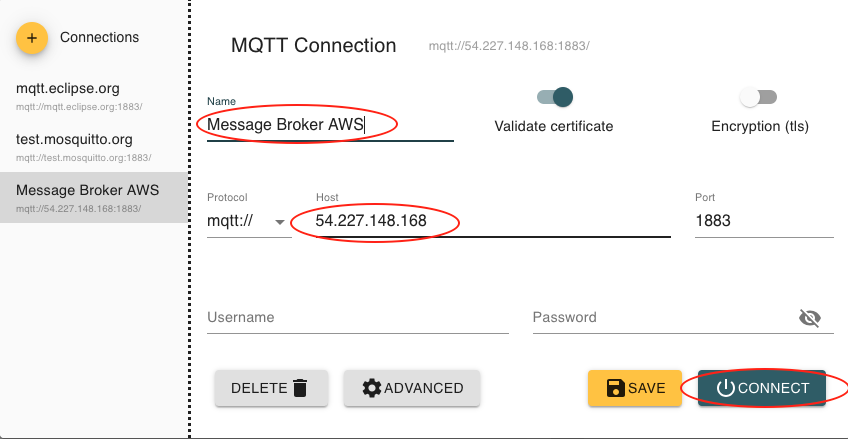 Connections
mqtt.eclipse.org
mqtt://mqtt.eclipse.org:1883/
test.mosquitto.org
mqtt://test.mosquitto.org:1883/
Message Broker AWS
mqtt://54.227.148.168:1883/
MQTT Connection mqtt://54.227.148.168:1883/
Name
Message Broker AWS
Validate certificate
Encryption (tls)
Protocol Host Port
mqtt:// 54.227.148.168 1883
Username Password
DELETE ADVANCED SAVE CONNECT